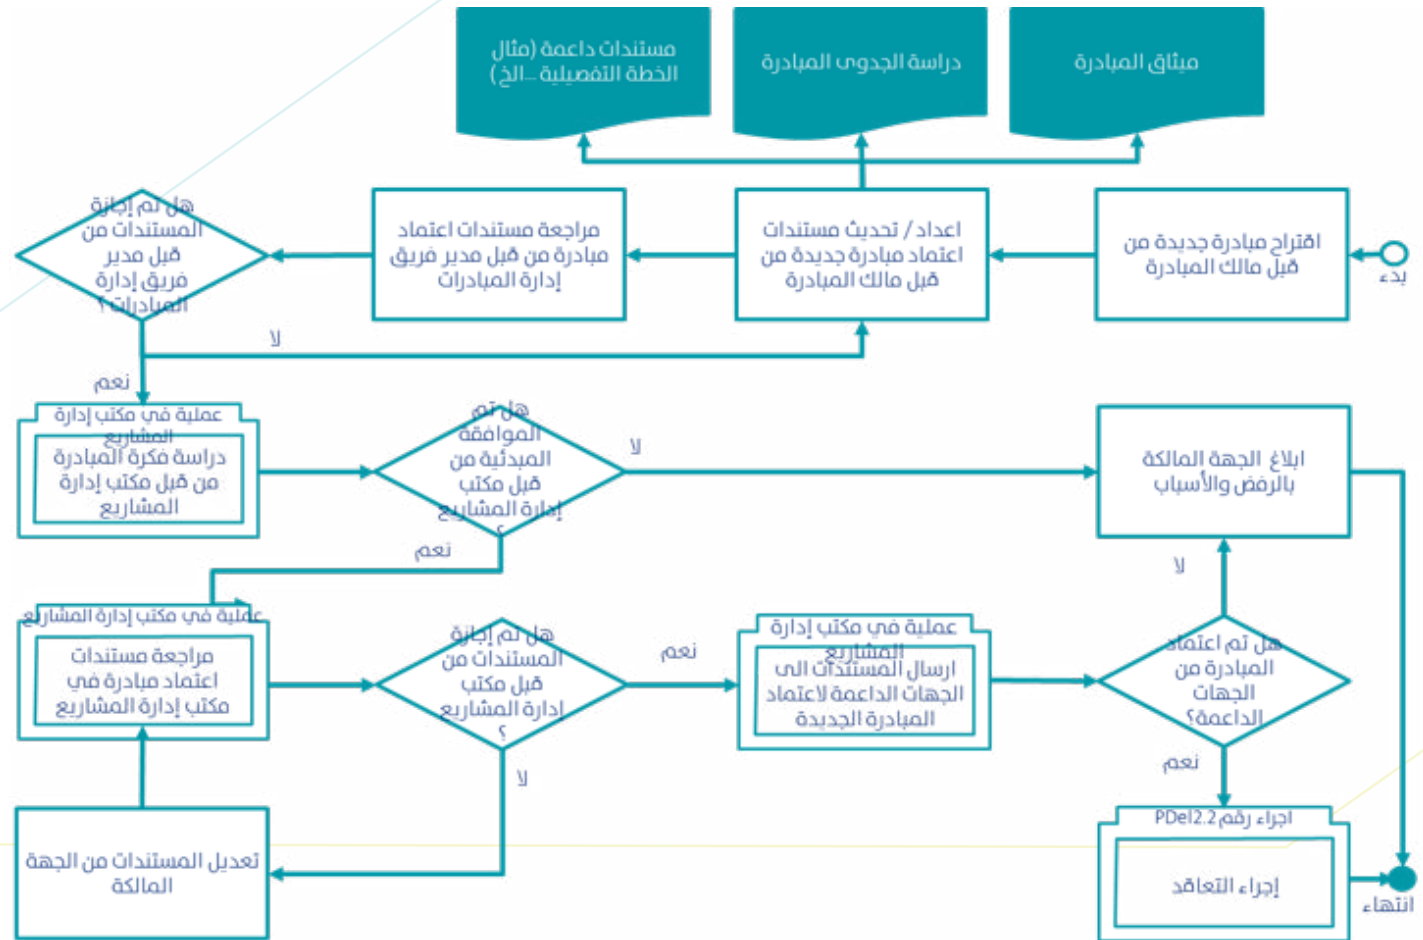 ميثاق المبادرة
دراسة الجدوى المبادرة
مستندات داعمة (مثال
الخطة التفصيلية ...الخ)
بدء
اقتراح مبادرة جديدة من
قبل مالك المبادرة
اعداد / تحديث مستندات
اعتماد مبادرة جديدة من
قبل مالك المبادرة
مراجعة مستندات اعتماد
مبادرة من قبل مدير فريق
إدارة المبادرات
هل تم إجازة
المستندات من
قبل مدير
فريق إدارة
المبادرات ؟
لا
نعم
عملية في مكتب إدارة
المشاريع
دراسة فكرة المبادرة
من قبل مكتب إدارة
المشاريع
هل تم
الموافقة
المبدئية من
قبل مكتب
إدارة المشاريع
؟
لا
ابلاغ الجهة المالكة
بالرفض والأسباب
نعم
عملية في مكتب إدارة المشاريع
مراجعة مستندات
اعتماد مبادرة في
مكتب إدارة المشاريع
هل تم إجازة
المستندات من
قبل مكتب
إدارة المشاريع
؟
نعم
عملية في مكتب إدارة
المشاريع
ارسال المستندات الى
الجهات الداعمة لاعتماد
المبادرة الجديدة
هل تم اعتماد
المبادرة من
الجهات
الداعمة؟
لا
نعم
لا
تعديل المستندات من الجهة
المالكة
اجراء رقم PDel2.2
إجراء التعاقد
انتهاء